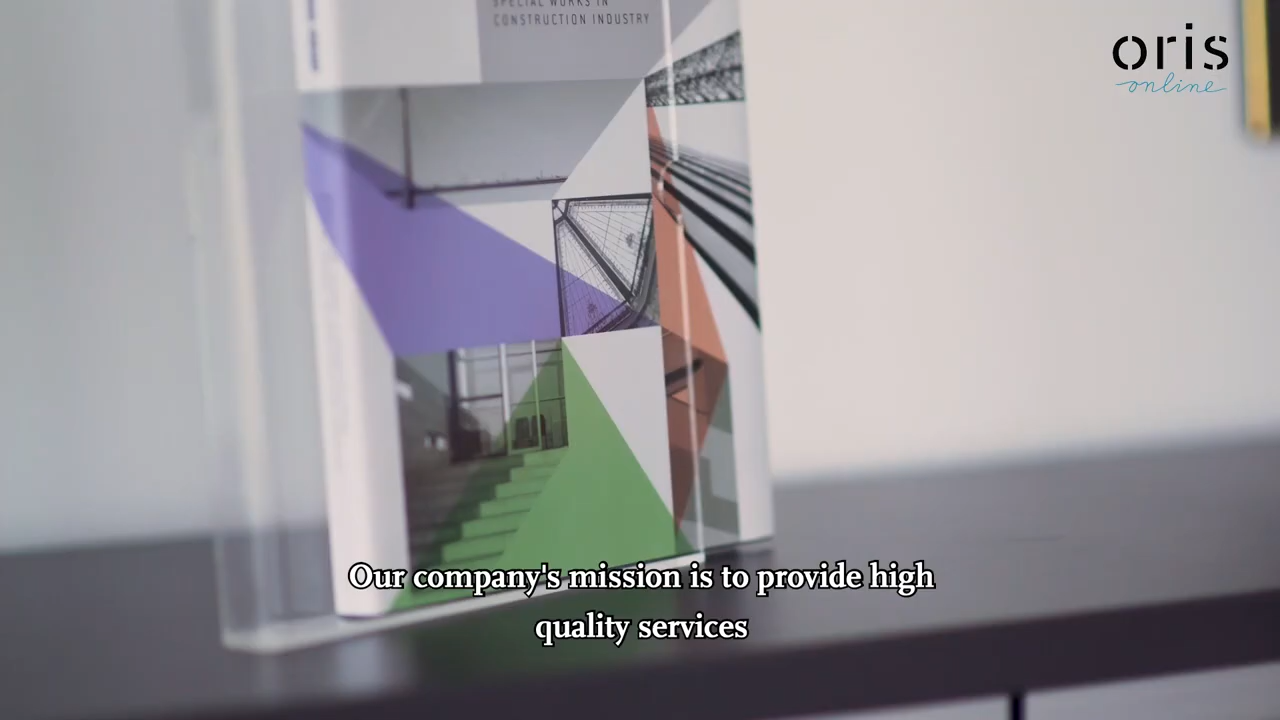 SPECIAL WORKS IN
CONSTRUCTION INDUSTRY
oris
online
Our company's mission is to provide high
quality services